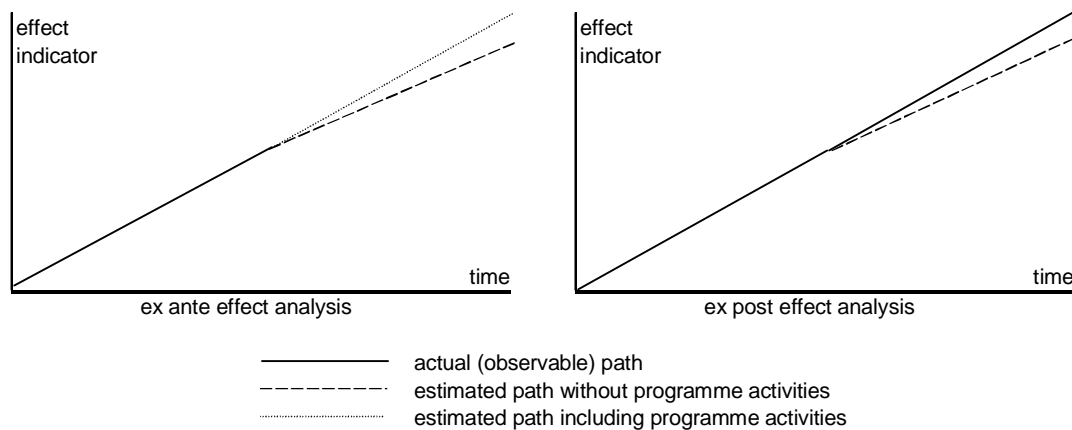 effect
indicator
time
ex ante effect analysis
effect
indicator
time
ex post effect analysis
actual (observable) path
estimated path without programme activities
estimated path including programme activities